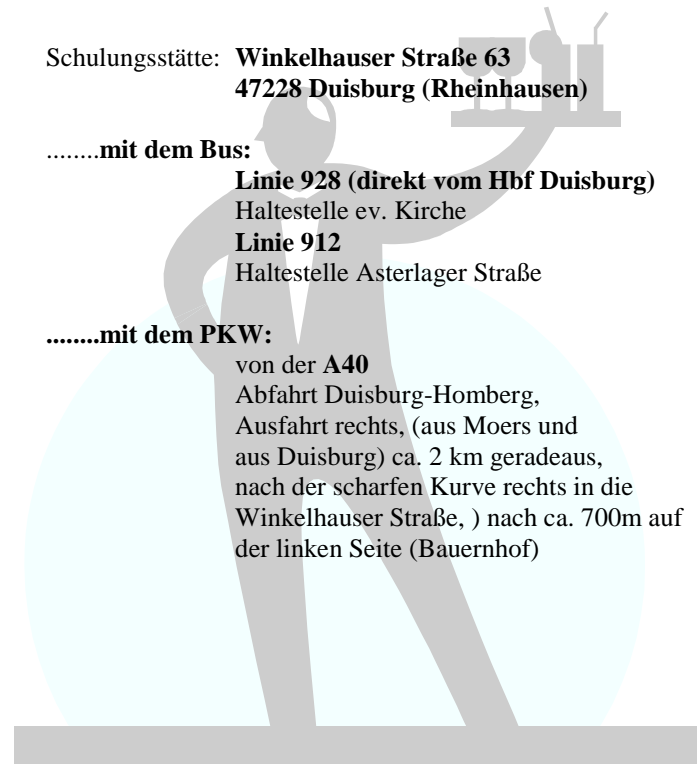 Schulungsstätte: Winkelhauser Straße 63
47228 Duisburg (Rheinhausen)
........mit dem Bus:
Linie 928 (direkt vom Hbf Duisburg)
Haltestelle ev. Kirche
Linie 912
Haltestelle Asterlager Straße
........mit dem PKW:
von der A40
Abfahrt Duisburg-Homberg,
Ausfahrt rechts, (aus Moers und
aus Duisburg) ca. 2 km geradeaus,
nach der scharfen Kurve rechts in die
Winkelhauser Straße, ) nach ca. 700m auf
der linken Seite (Bauernhof)